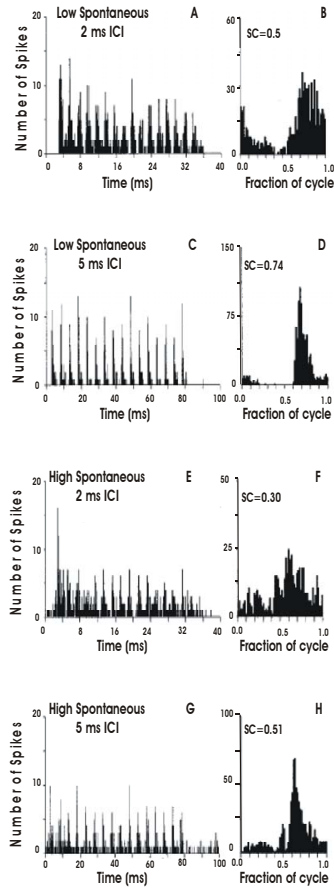 Low Spontaneous
2 ms ICI
A
B
20
10
0
Number of Spikes
0 8 16 24 32 40
Time (ms)
60
40
20
0
SC=0.5
0.0 0.5 1.0
Fraction of cycle
Low Spontaneous
5 ms ICI
C
D
20
10
0
Number of Spikes
0 20 40 60 80 100
Time (ms)
150
75
0
SC=0.74
0.0 0.5 1.0
Fraction of cycle
High Spontaneous
2 ms ICI
E
F
20
10
0
Number of Spikes
0 8 16 24 32 40
Time (ms)
50
25
0
SC=0.30
0.0 0.5 1.0
Fraction of cycle
High Spontaneous
5 ms ICI
G
H
20
10
0
Number of Spikes
0 20 40 60 80 100
Time (ms)
100
50
0
SC=0.51
0.0 0.5 1.0
Fraction of cycle